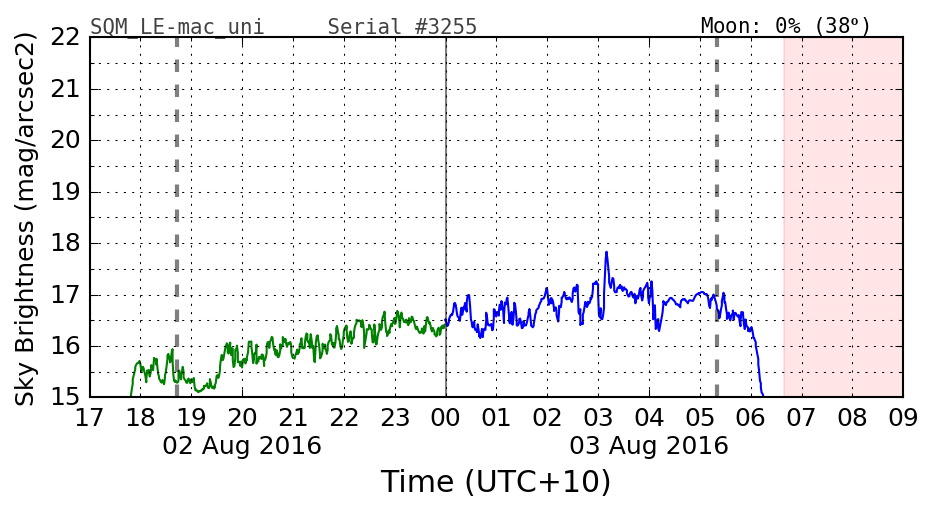 SQM_LE-mac_uni Serial #3255 Moon: 0% (38°)
22
21
20
19
18
17
16
15
Sky Brightness (mag/arcsec2)
17 18 19 20 21 22 23 00 01 02 03 04 05 06 07 08 09
02 Aug 2016 03 Aug 2016
Time (UTC+10)